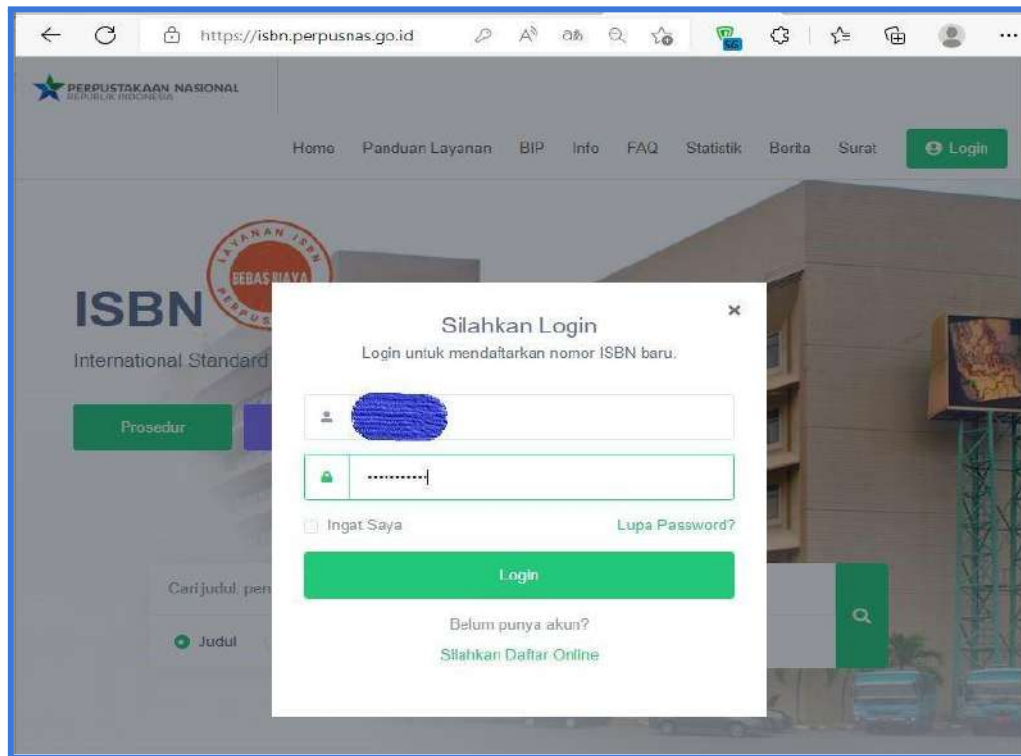 https://isbn.perpusnas.go.id
SG
PERPUSTAKAAN NASIONAL
REPUBLIK INDONESIA
Home Panduan Layanan BIP Info FAQ Statistik Berita Surat Login
LAYANAN ISBN
BEBAS BIAYA
ISBN
International Standard
Prosedur
×
Silahkan Login
Login untuk mendaftarkan nomor ISBN baru.
Ingat Saya Lupa Password?
Login
Belum punya akun?
Silahkan Daftar Online
Cari judul, pen
Judul